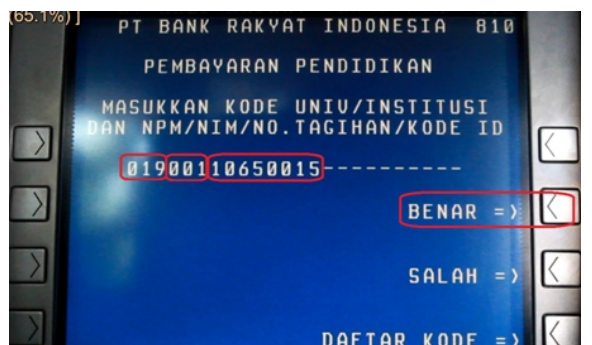 (65.1%)]
PT BANK RAKYAT INDONESIA 810
PEMBAYARAN PENDIDIKAN
MASUKKAN KODE UNIV/INSTITUSI
DAN NPM/NIM/NO.TAGIHAN/KODE ID
01900110650015----------
BENAR =>
SALAH =>
DAFTAR KODE =>